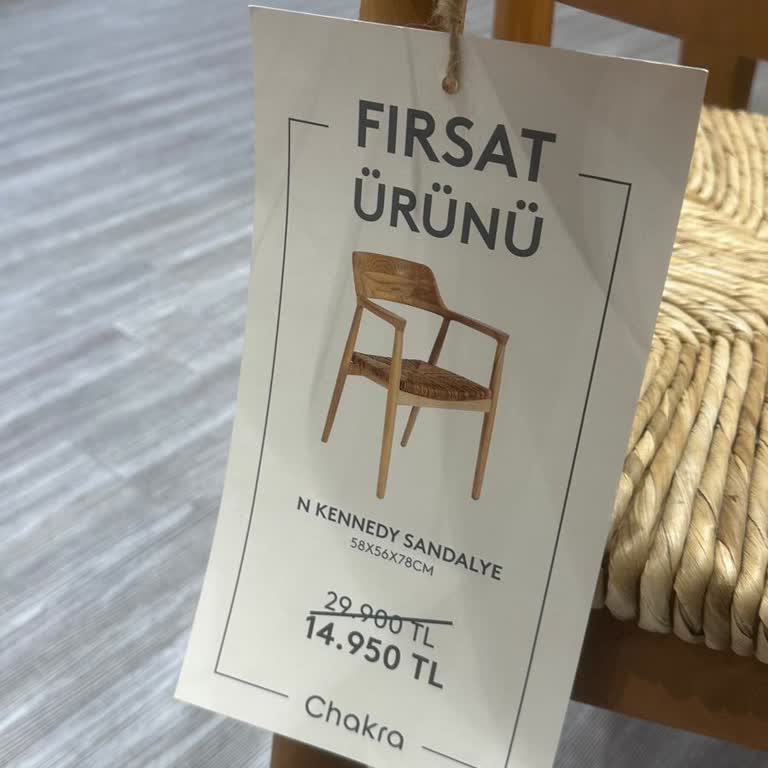 FIRSAT
ÜRÜNÜ
N KENNEDY SANDALYE
58X56X78CM
29.900 TL
14.950 TL
Chakra